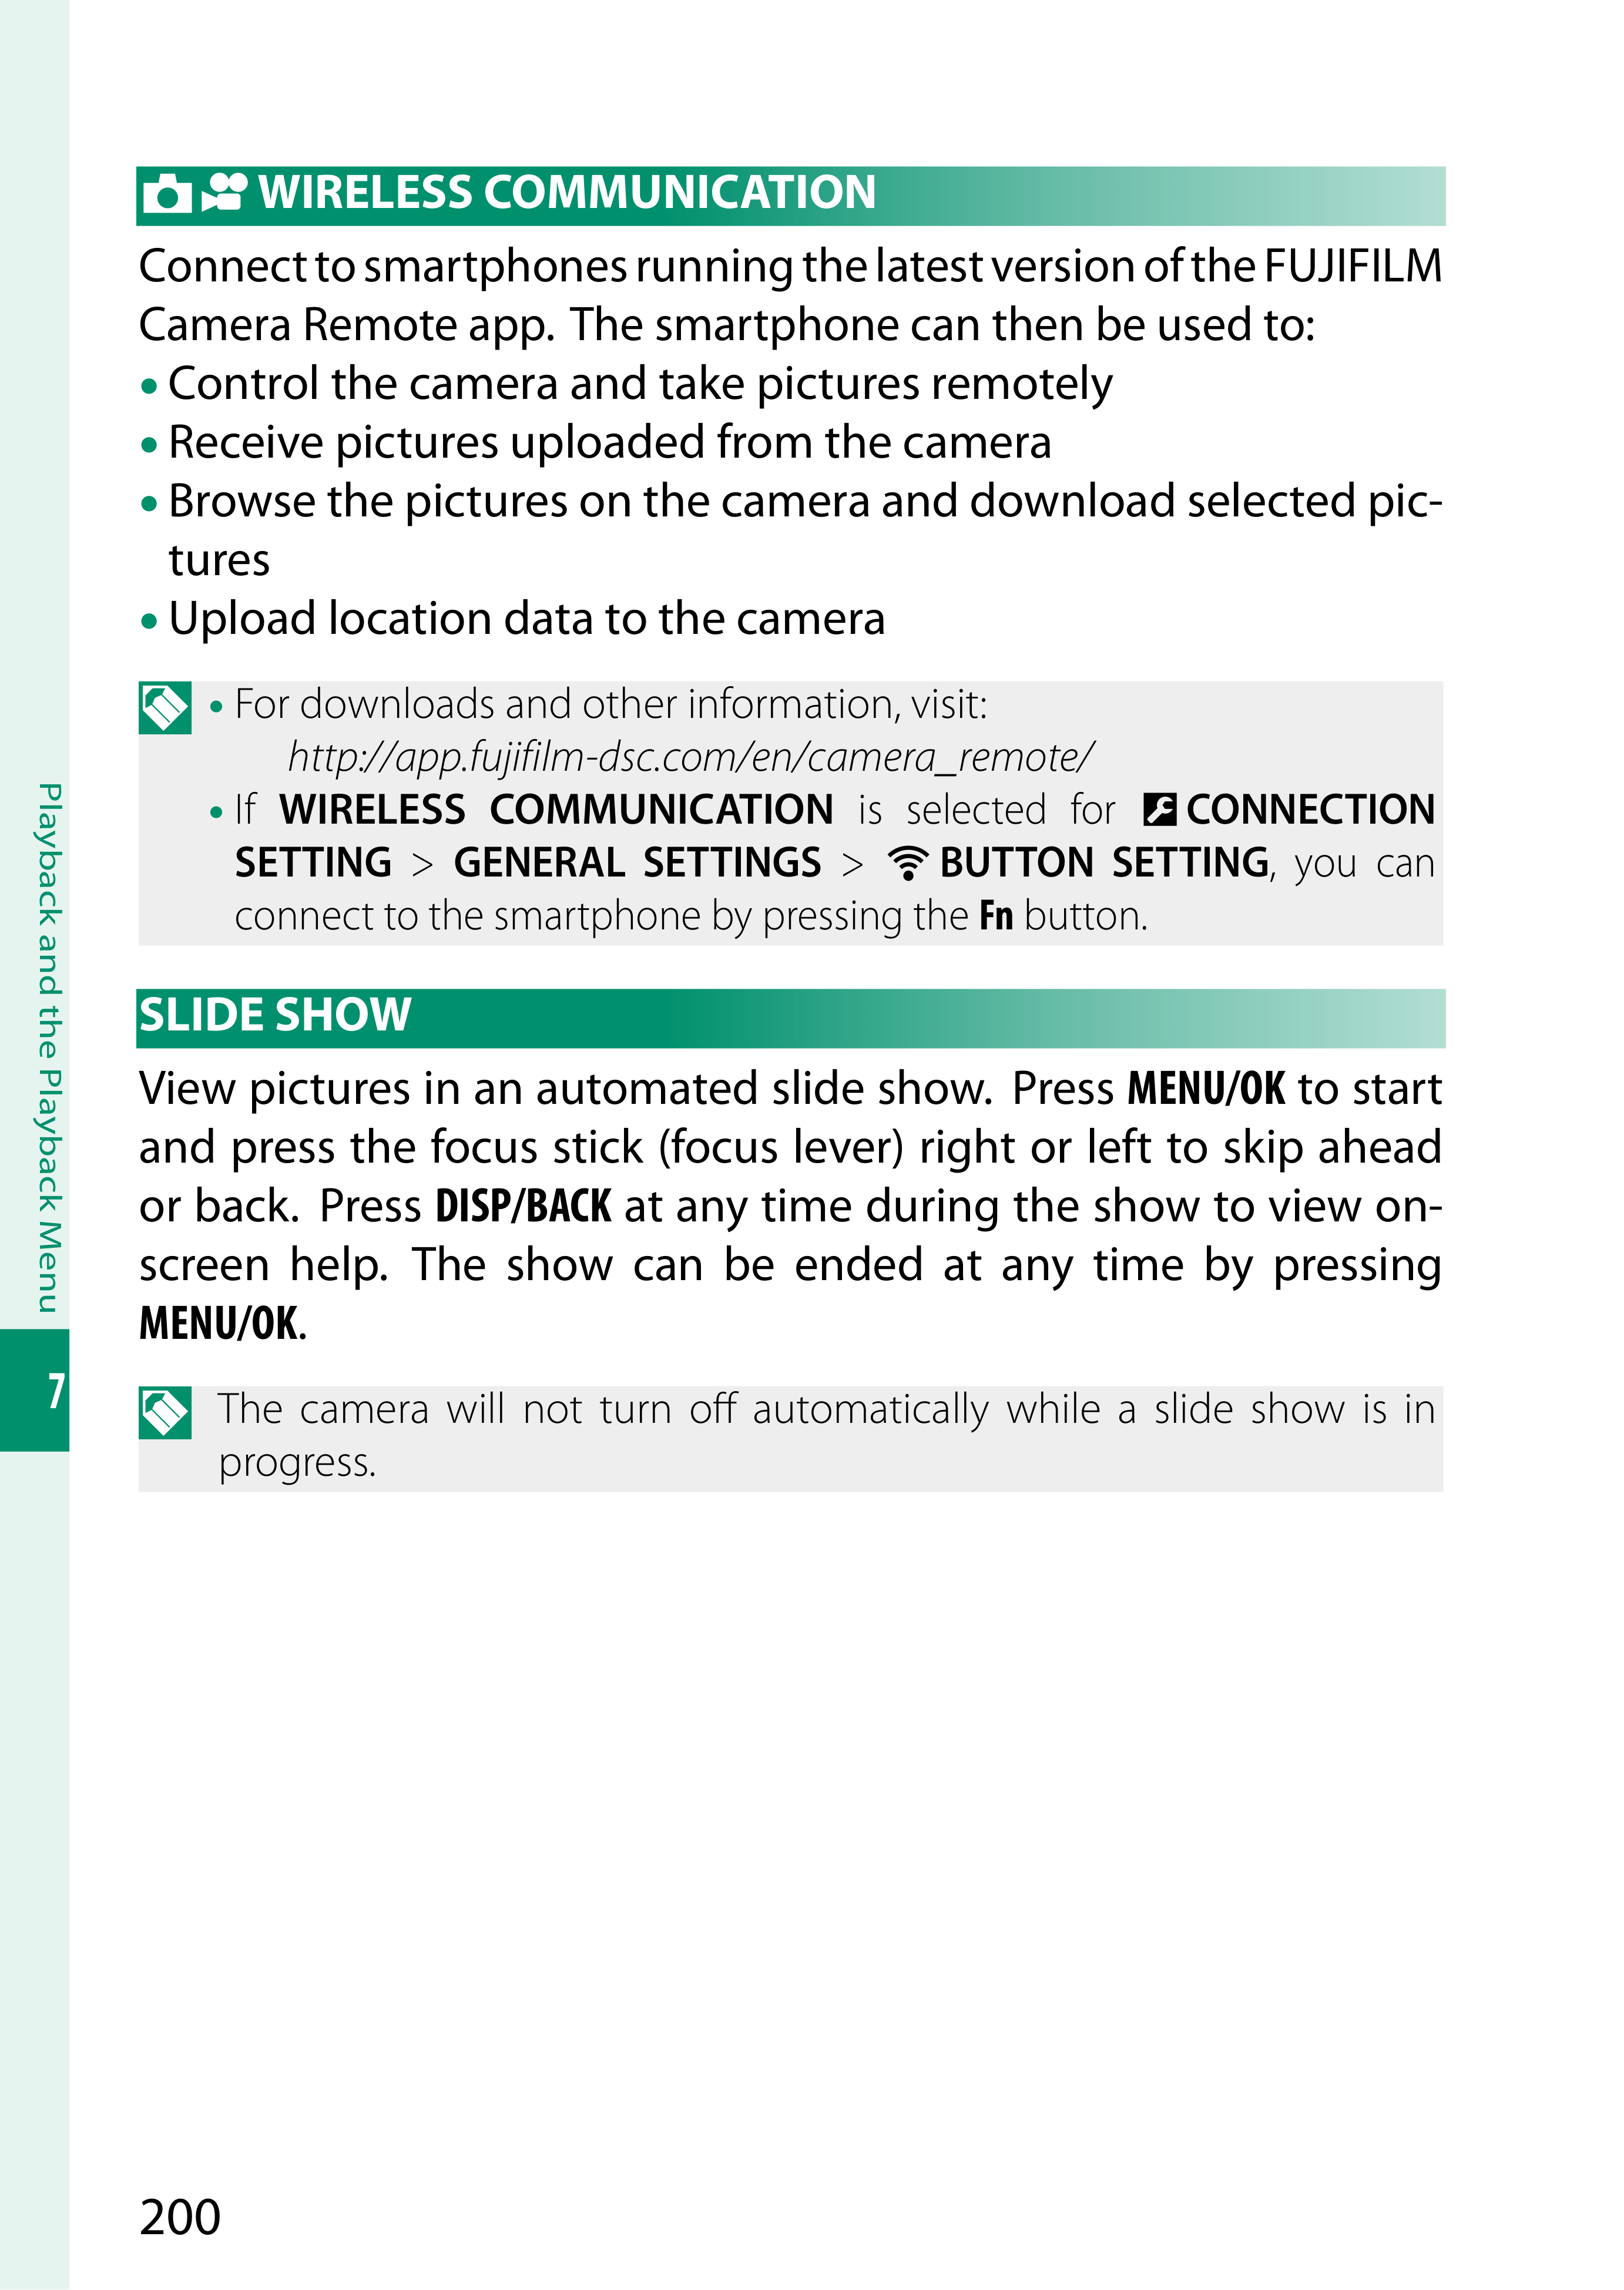 WIRELESS COMMUNICATION
Connect to smartphones running the latest version of the FUJIFILM
Camera Remote app. The smartphone can then be used to:
• Control the camera and take pictures remotely
• Receive pictures uploaded from the camera
• Browse the pictures on the camera and download selected pic-
tures
• Upload location data to the camera
• For downloads and other information, visit:
http://app.fujifilm-dsc.com/en/camera_remote/
• If WIRELESS COMMUNICATION is selected for CONNECTION
SETTING > GENERAL SETTINGS > BUTTON SETTING, you can
connect to the smartphone by pressing the Fn button.
SLIDE SHOW
View pictures in an automated slide show. Press MENU/OK to start
and press the focus stick (focus lever) right or left to skip ahead
or back. Press DISP/BACK at any time during the show to view on-
screen help. The show can be ended at any time by pressing
MENU/OK.
The camera will not turn off automatically while a slide show is in
progress.
Playback and the Playback Menu
7
200